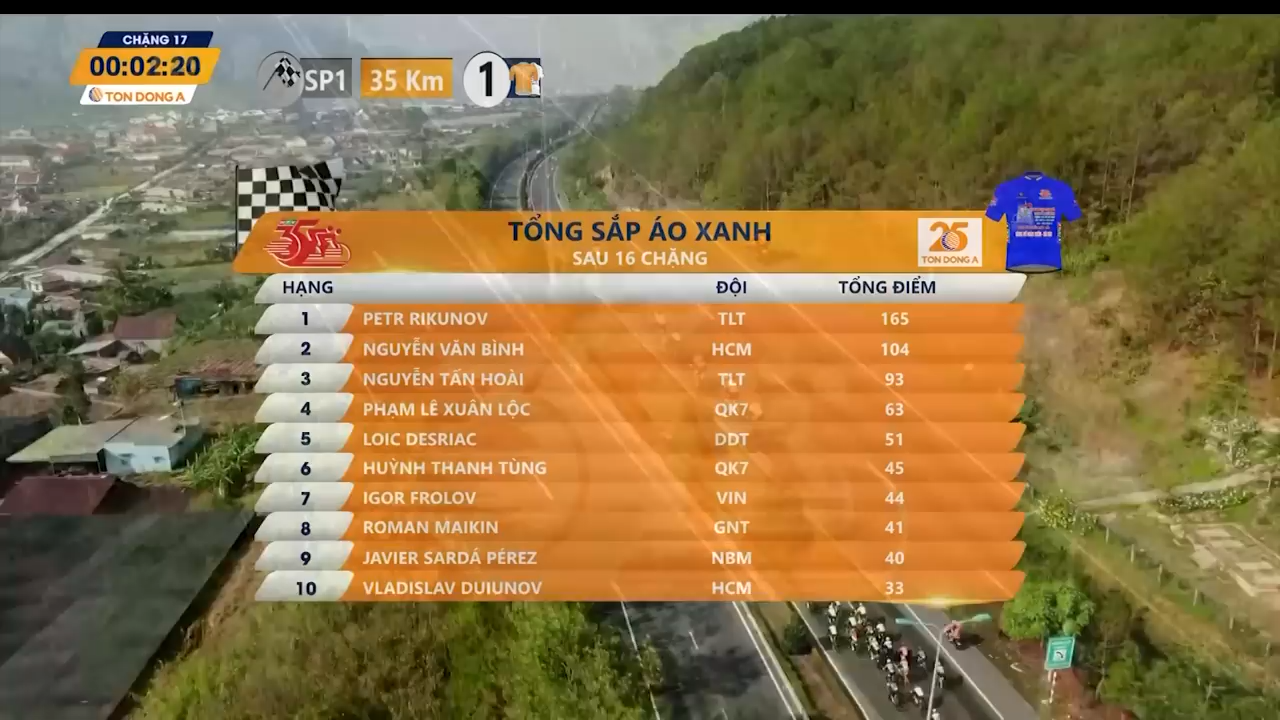 CHẶNG 17
00:02:20
TON DONG A
SP1
35 Km
1
TỔNG SẮP ÁO XANH
SAU 16 CHẶNG
35
25
TON DONG A
HẠNG ĐỘI TỔNG ĐIỂM
1 PETR RIKUNOV TLT 165
2 NGUYỄN VĂN BÌNH HCM 104
3 NGUYỄN TẤN HOÀI TLT 93
4 PHẠM LÊ XUÂN LỘC QK7 63
5 LOIC DESRIAC DDT 51
6 HUỲNH THANH TÙNG QK7 45
7 IGOR FROLOV VIN 44
8 ROMAN MAIKIN GNT 41
9 JAVIER SARDÁ PÉREZ NBM 40
10 VLADISLAV DUIUNOV HCM 33